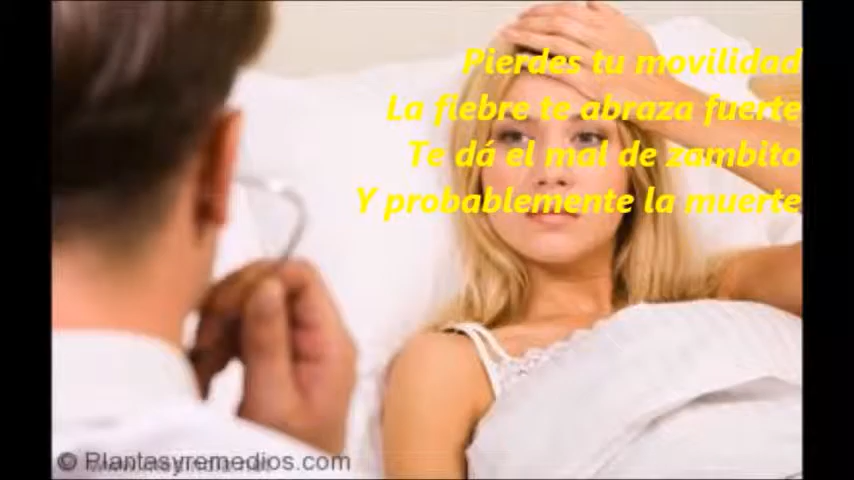 Pierdes tu movilidad
La fiebre te abraza fuerte
Te dá el mal de zambito
Y probablemente la muerte
© Plantasyremedios.com